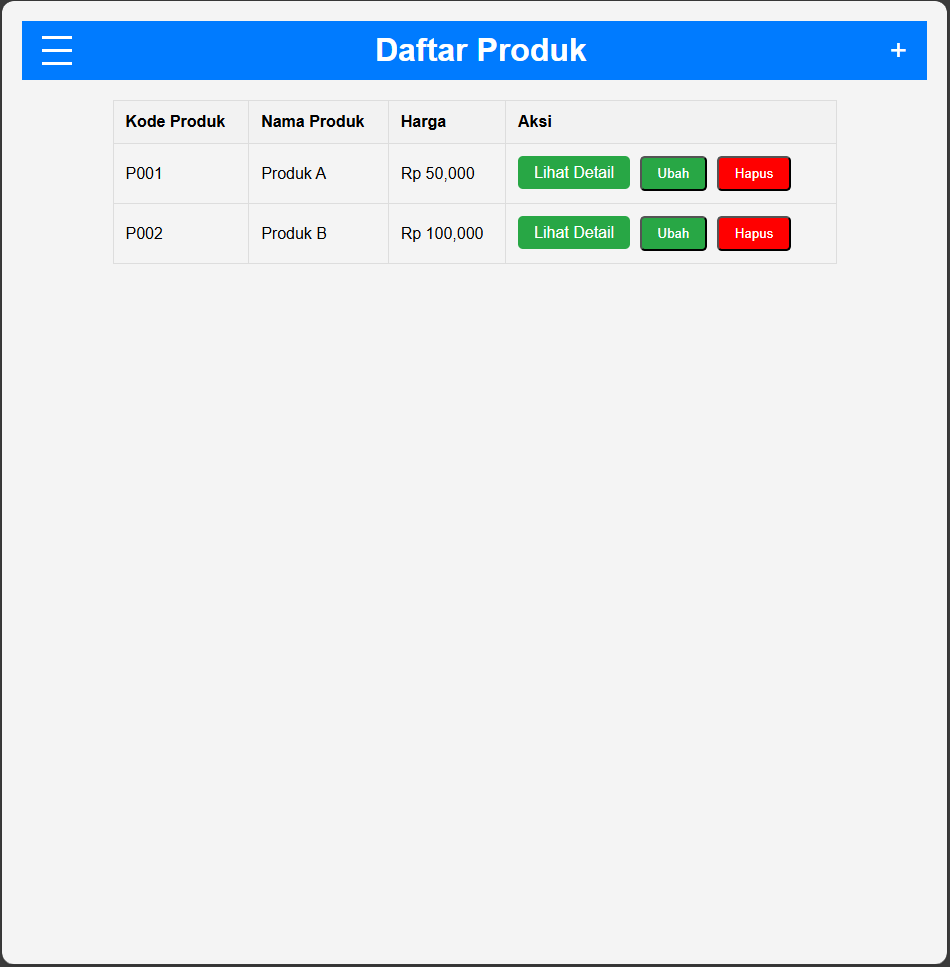 Daftar Produk +
Kode Produk Nama Produk Harga Aksi
P001 Produk A Rp 50,000 Lihat Detail Ubah Hapus
P002 Produk B Rp 100,000 Lihat Detail Ubah Hapus